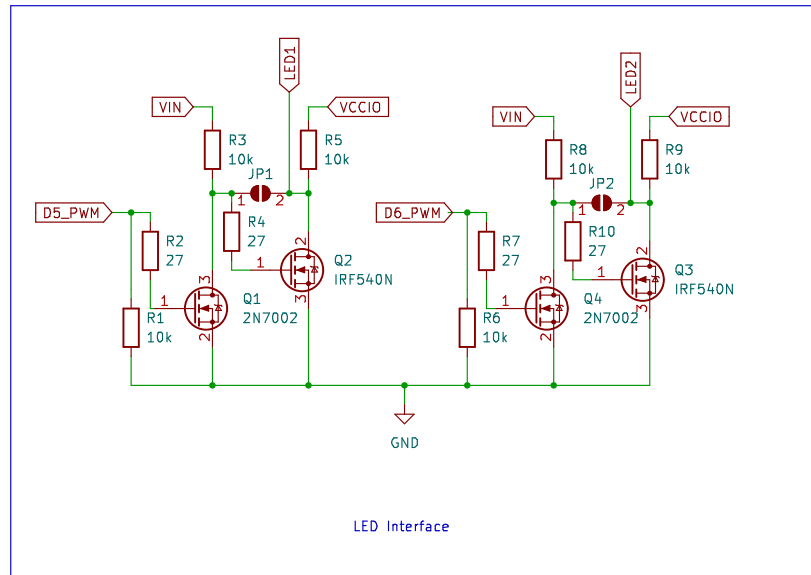 LED1
LED2
VIN
VCCIO
VIN
VCCIO
R3
10k
R5
10k
R8
10k
R9
10k
JP1
1
2
JP2
1
2
D5_PWM
R2
27
R4
27
D6_PWM
R7
27
R10
27
2
1
3
Q2
IRF540N
2
1
3
Q3
IRF540N
3
1
2
Q1
2N7002
3
1
2
Q4
2N7002
R1
10k
R6
10k
GND
LED Interface